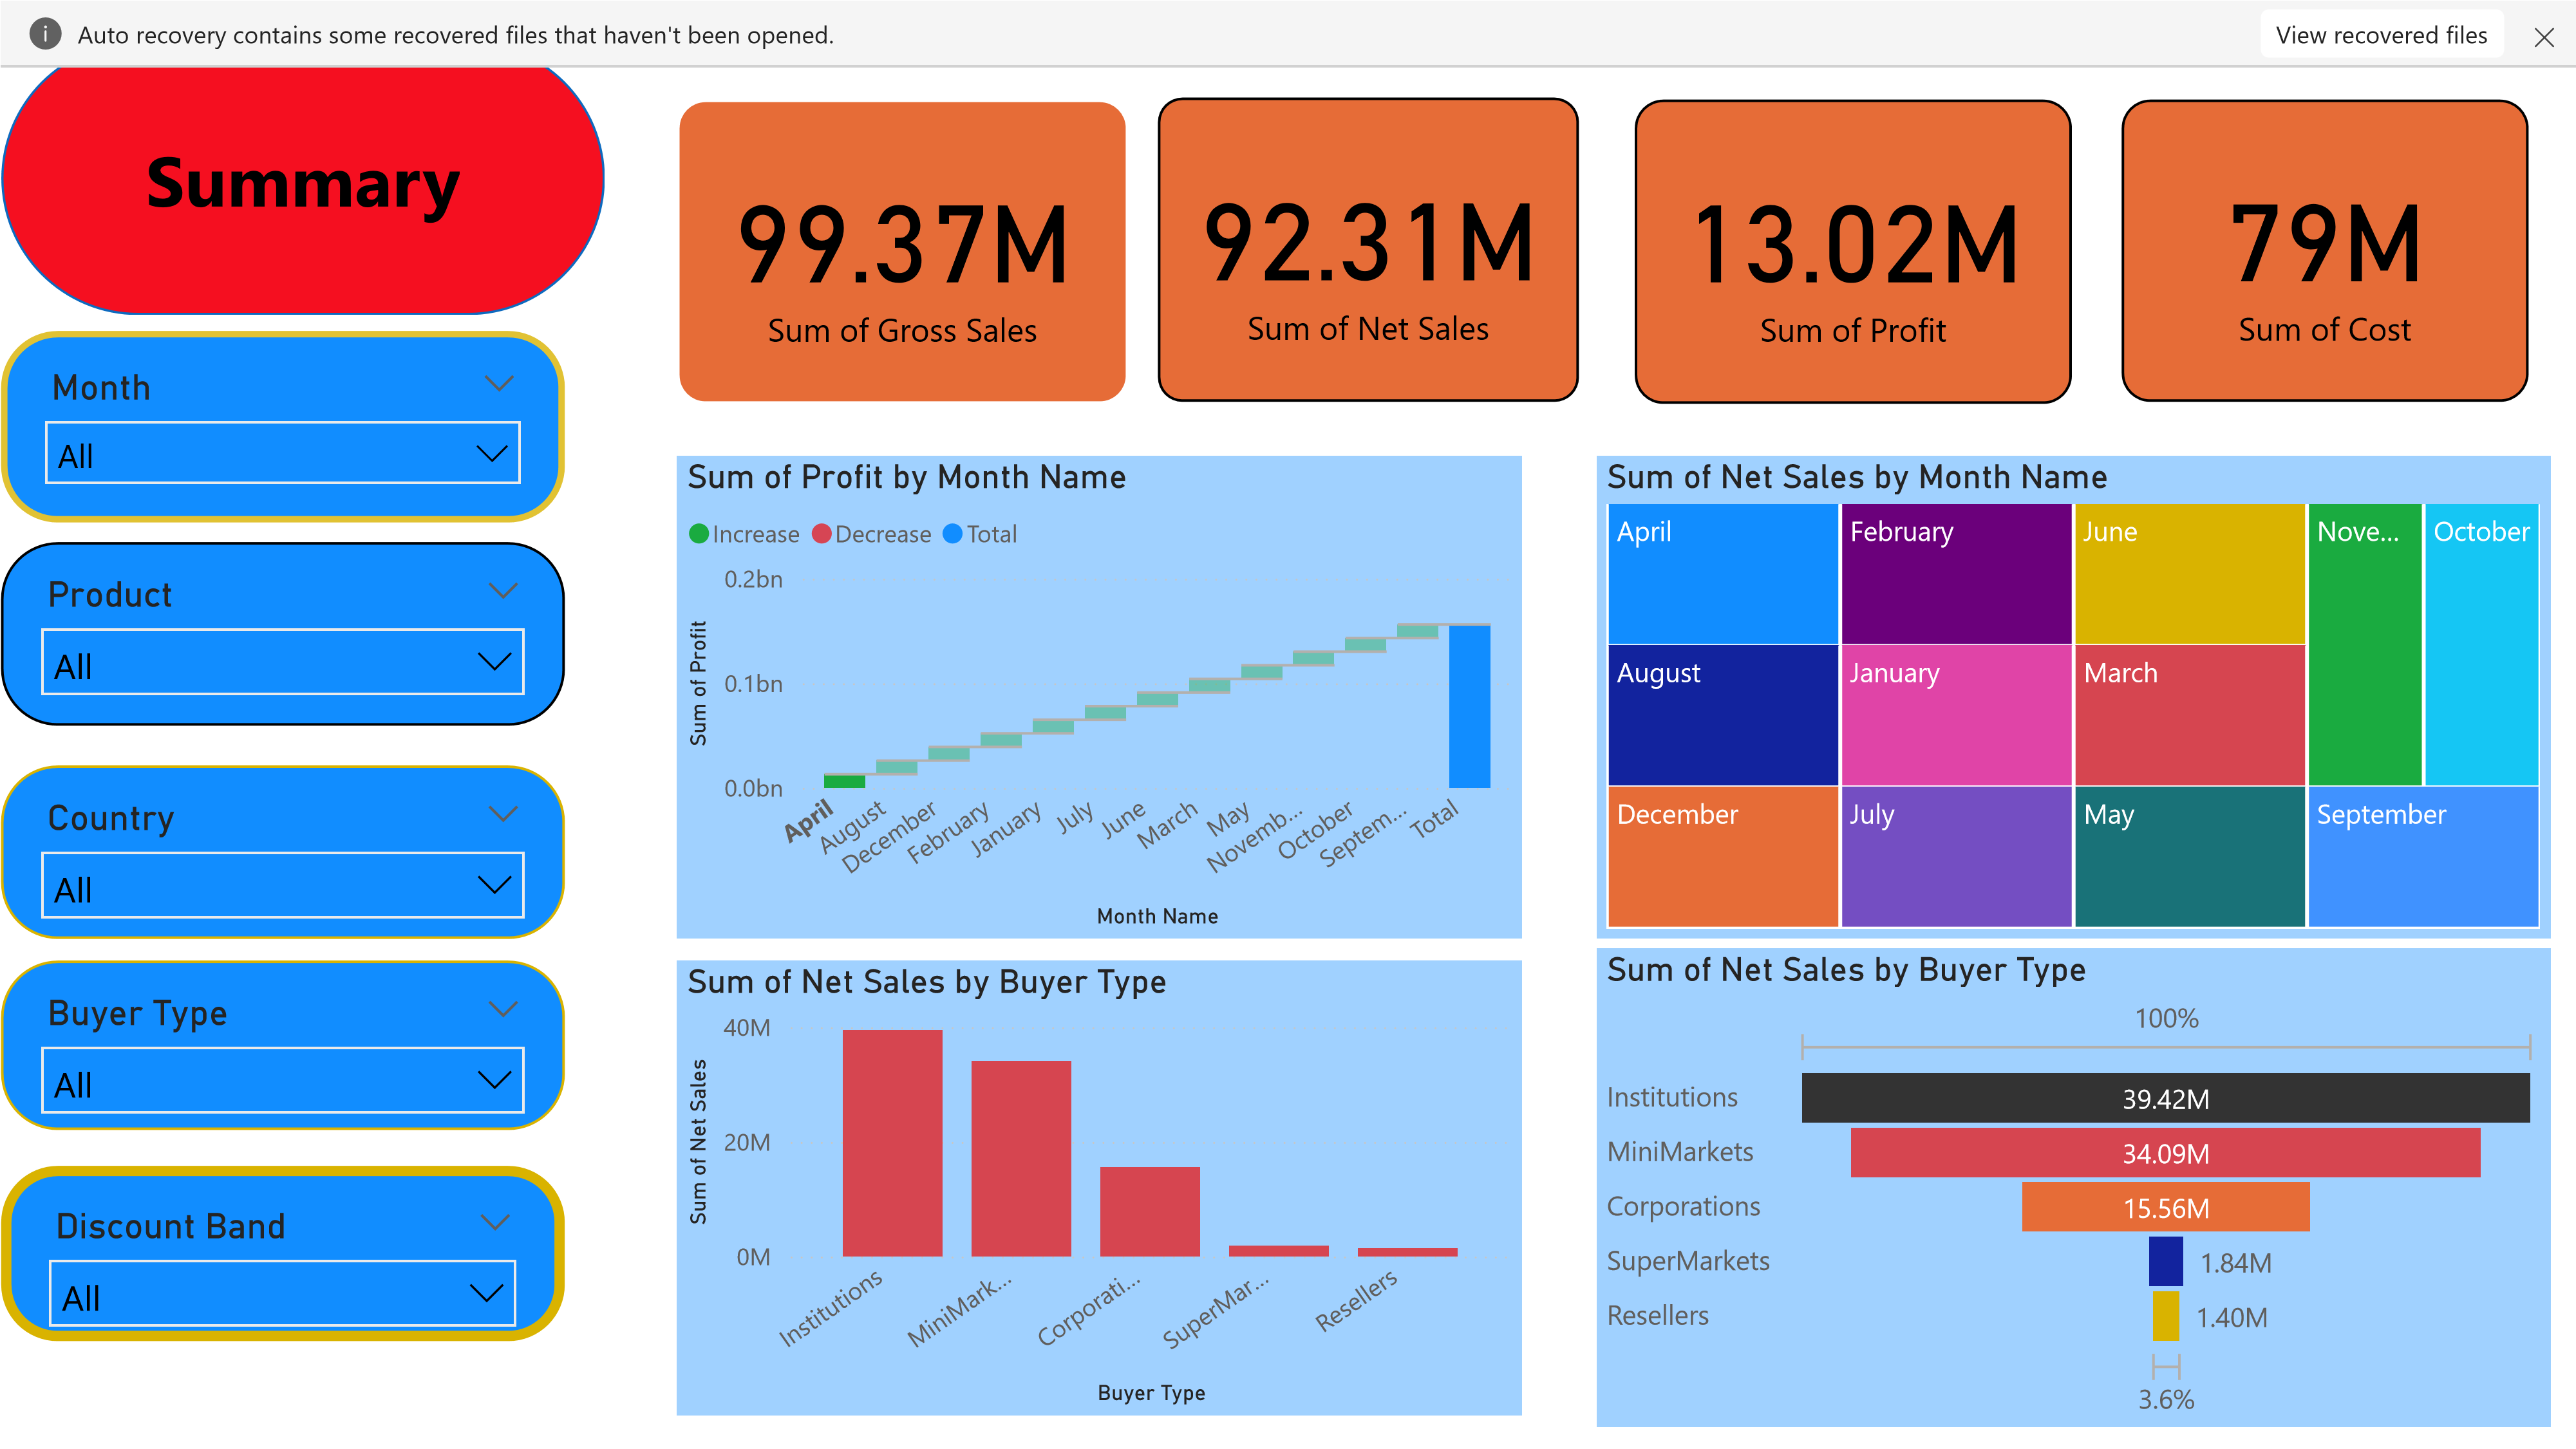 Auto recovery contains some recovered files that haven't been opened.
View recovered files
Summary
99.37M
Sum of Gross Sales
92.31M
Sum of Net Sales
13.02M
Sum of Profit
79M
Sum of Cost
Month
All
Product
All
Country
All
Buyer Type
All
Discount Band
All
Sum of Profit by Month Name
Increase Decrease Total
0.2bn
0.1bn
0.0bn
Sum of Profit
April
August
December
February
January
July
June
March
May
Novemb...
October
Septem...
Total
Month Name
Sum of Net Sales by Month Name
April
February
June
Nove...
October
August
January
March
December
July
May
September
Sum of Net Sales by Buyer Type
40M
20M
0M
Sum of Net Sales
Institutions
MiniMark...
Corporati...
SuperMar...
Resellers
Buyer Type
Sum of Net Sales by Buyer Type
100%
Institutions 39.42M
MiniMarkets 34.09M
Corporations 15.56M
SuperMarkets 1.84M
Resellers 1.40M
3.6%